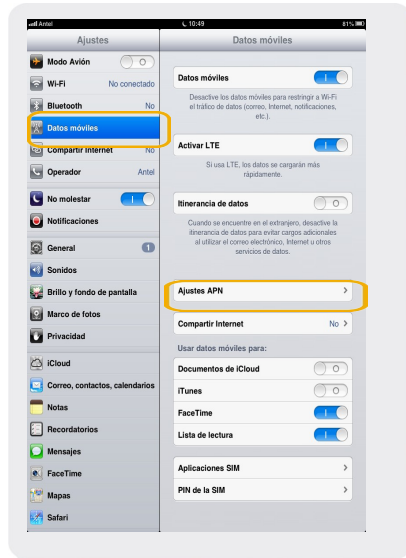 Antel 10:49 81%
Ajustes
Modo Avión
Wi-Fi No conectado
Bluetooth No
Datos móviles
Compartir Internet No
Operador Antel
No molestar
Notificaciones
General 1
Sonidos
Brillo y fondo de pantalla
Marco de fotos
Privacidad
iCloud
Correo, contactos, calendarios
Notas
Recordatorios
Mensajes
FaceTime
Mapas
Safari
Datos móviles
Datos móviles
Desactive los datos móviles para restringir a Wi-Fi
el tráfico de datos (correo, Internet, notificaciones,
etc.).
Activar LTE
Si usa LTE, los datos se cargarán más
rápidamente.
Itinerancia de datos
Cuando se encuentre en el extranjero, desactive la
itinerancia de datos para evitar cargos adicionales
al utilizar el correo electrónico, Internet u otros
servicios de datos.
Ajustes APN
Compartir Internet No
Usar datos móviles para:
Documentos de iCloud
iTunes
FaceTime
Lista de lectura
Aplicaciones SIM
PIN de la SIM